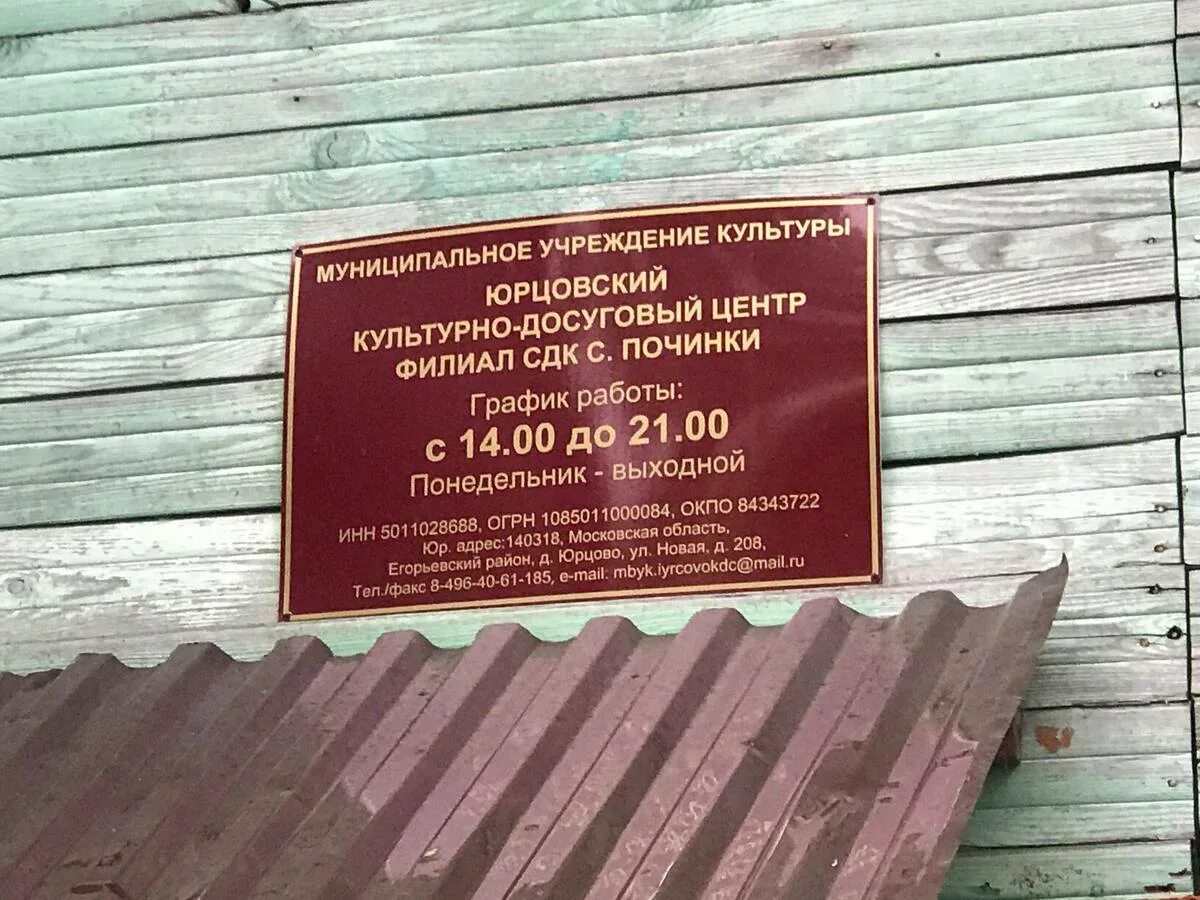 МУНИЦИПАЛЬНОЕ УЧРЕЖДЕНИЕ КУЛЬТУРЫ
ЮРЦОВСКИЙ
КУЛЬТУРНО-ДОСУГОВЫЙ ЦЕНТР
ФИЛИАЛ СДК С. ПОЧИНКИ
График работы:
с 14.00 до 21.00
Понедельник - выходной
ИНН 5011028688, ОГРН 1085011000084, ОКПО 84343722
Юр. адрес:140318, Московская область,
Егорьевский район, д. Юрцово, ул. Новая, д. 208,
Тел./факс 8-496-40-61-185, e-mail: mbyk.iyrcovokdc@mail.ru